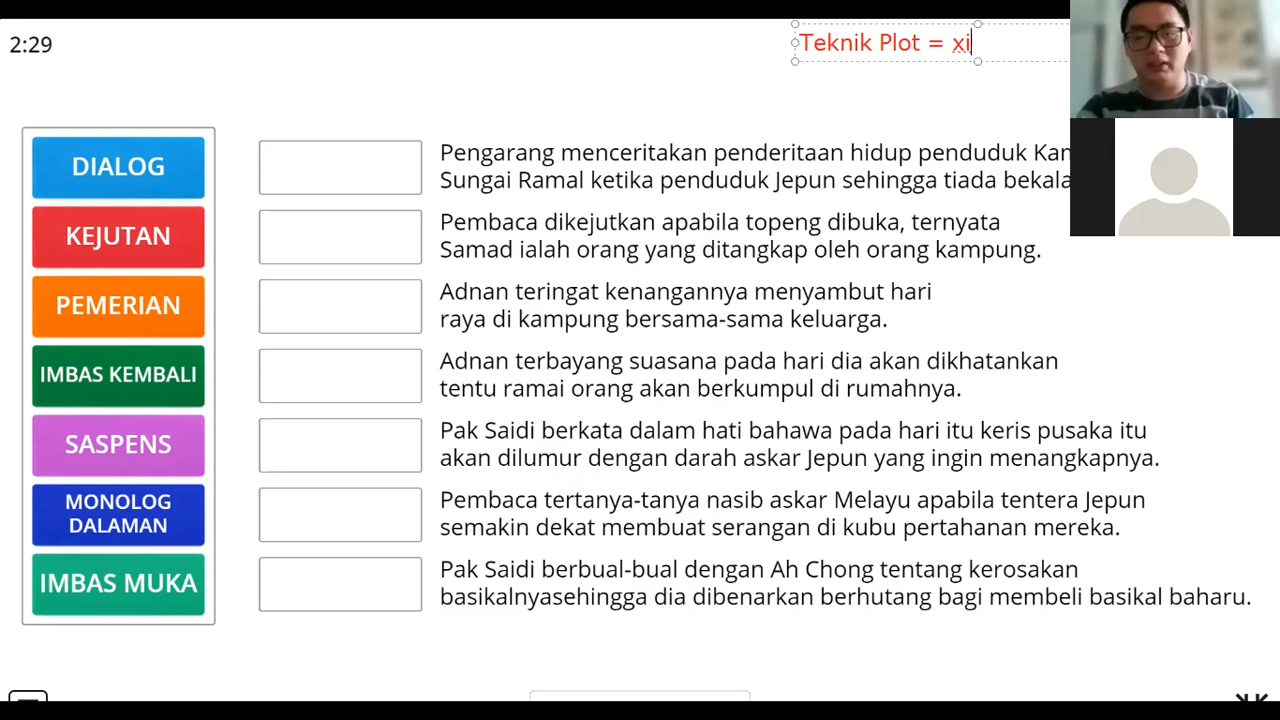 2:29
Teknik Plot = xi
DIALOG
KEJUTAN
PEMERIAN
IMBAS KEMBALI
SASPENS
MONOLOG
DALAMAN
IMBAS MUKA
Pengarang menceritakan penderitaan hidup penduduk
Sungai Ramal ketika penduduk Jepun sehingga tiada
Pembaca dikejutkan apabila topeng dibuka, ternyata
Samad ialah orang yang ditangkap oleh orang kampung.
Adnan teringat kenangannya menyambut hari
raya di kampung bersama-sama keluarga.
Adnan terbayang suasana pada hari dia akan dikhatankan
tentu ramai orang akan berkumpul di rumahnya.
Pak Saidi berkata dalam hati bahawa pada hari itu keris pusaka itu
akan dilumur dengan darah askar Jepun yang ingin menangkapnya.
Pembaca tertanya-tanya nasib askar Melayu apabila tentera Jepun
semakin dekat membuat serangan di kubu pertahanan mereka.
Pak Saidi berbual-bual dengan Ah Chong tentang kerosakan
basikalnyasehingga dia dibenarkan berhutang bagi membeli basikal baharu.